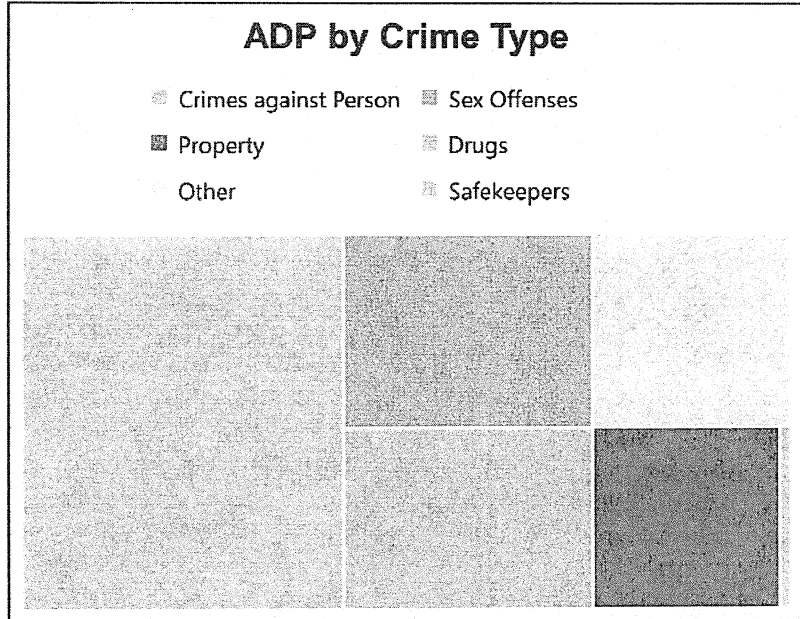 ADP by Crime Type
Crimes against Person Sex Offenses
Property Drugs
Other Safekeepers